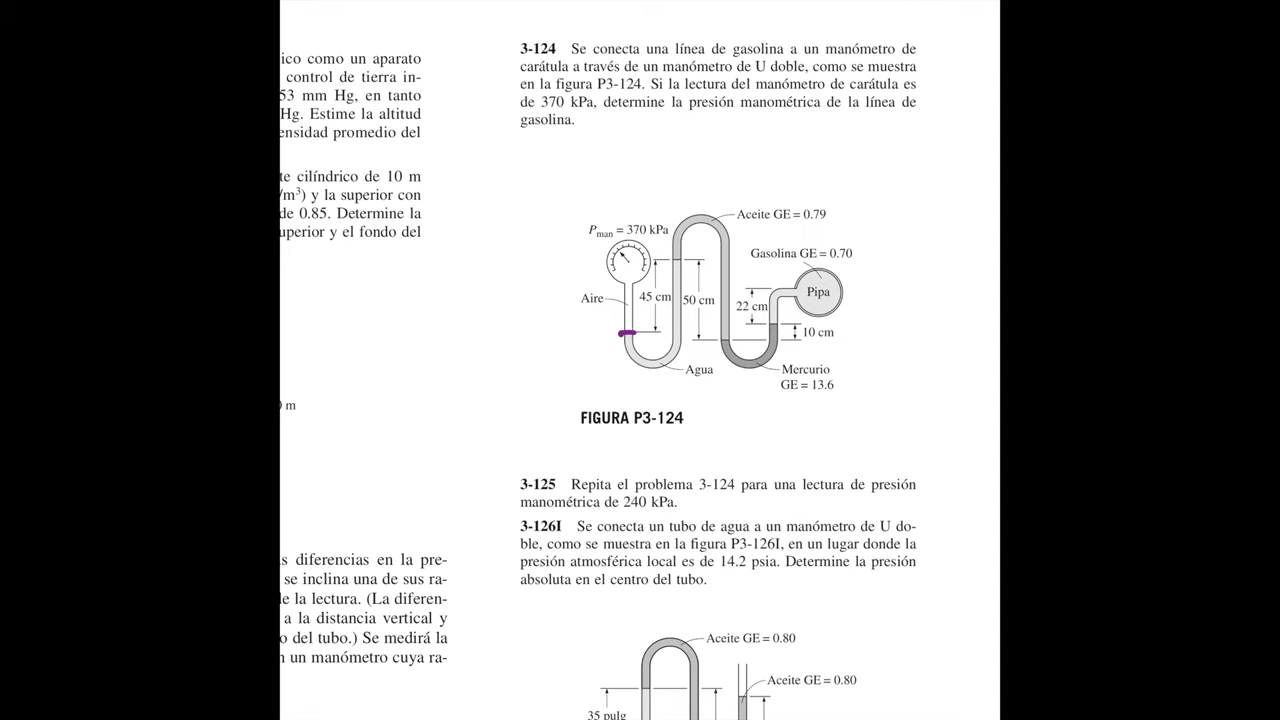 ico como un aparato
control de tierra in-
53 mm Hg, en tanto
Hg. Estime la altitud
ensidad promedio del
te cilíndrico de 10 m
/m³) y la superior con
de 0.85. Determine la
uperior y el fondo del
0 m
s diferencias en la pre-
se inclina una de sus ra-
de la lectura. (La diferen-
a la distancia vertical y
o del tubo.) Se medirá la
n un manómetro cuya ra-
3-124 Se conecta una línea de gasolina a un manómetro de
carátula a través de un manómetro de U doble, como se muestra
en la figura P3-124. Si la lectura del manómetro de carátula es
de 370 kPa, determine la presión manométrica de la línea de
gasolina.
Aceite GE = 0.79
Pman = 370 kPa
Gasolina GE = 0.70
Pipa
Aire
45 cm
50 cm
22 cm
10 cm
Agua
Mercurio
GE = 13.6
FIGURA P3-124
3-125 Repita el problema 3-124 para una lectura de presión
manométrica de 240 kPa.
3-126I Se conecta un tubo de agua a un manómetro de U do-
ble, como se muestra en la figura P3-126I, en un lugar donde la
presión atmosférica local es de 14.2 psia. Determine la presión
absoluta en el centro del tubo.
Aceite GE = 0.80
Aceite GE = 0.80
35 pulg